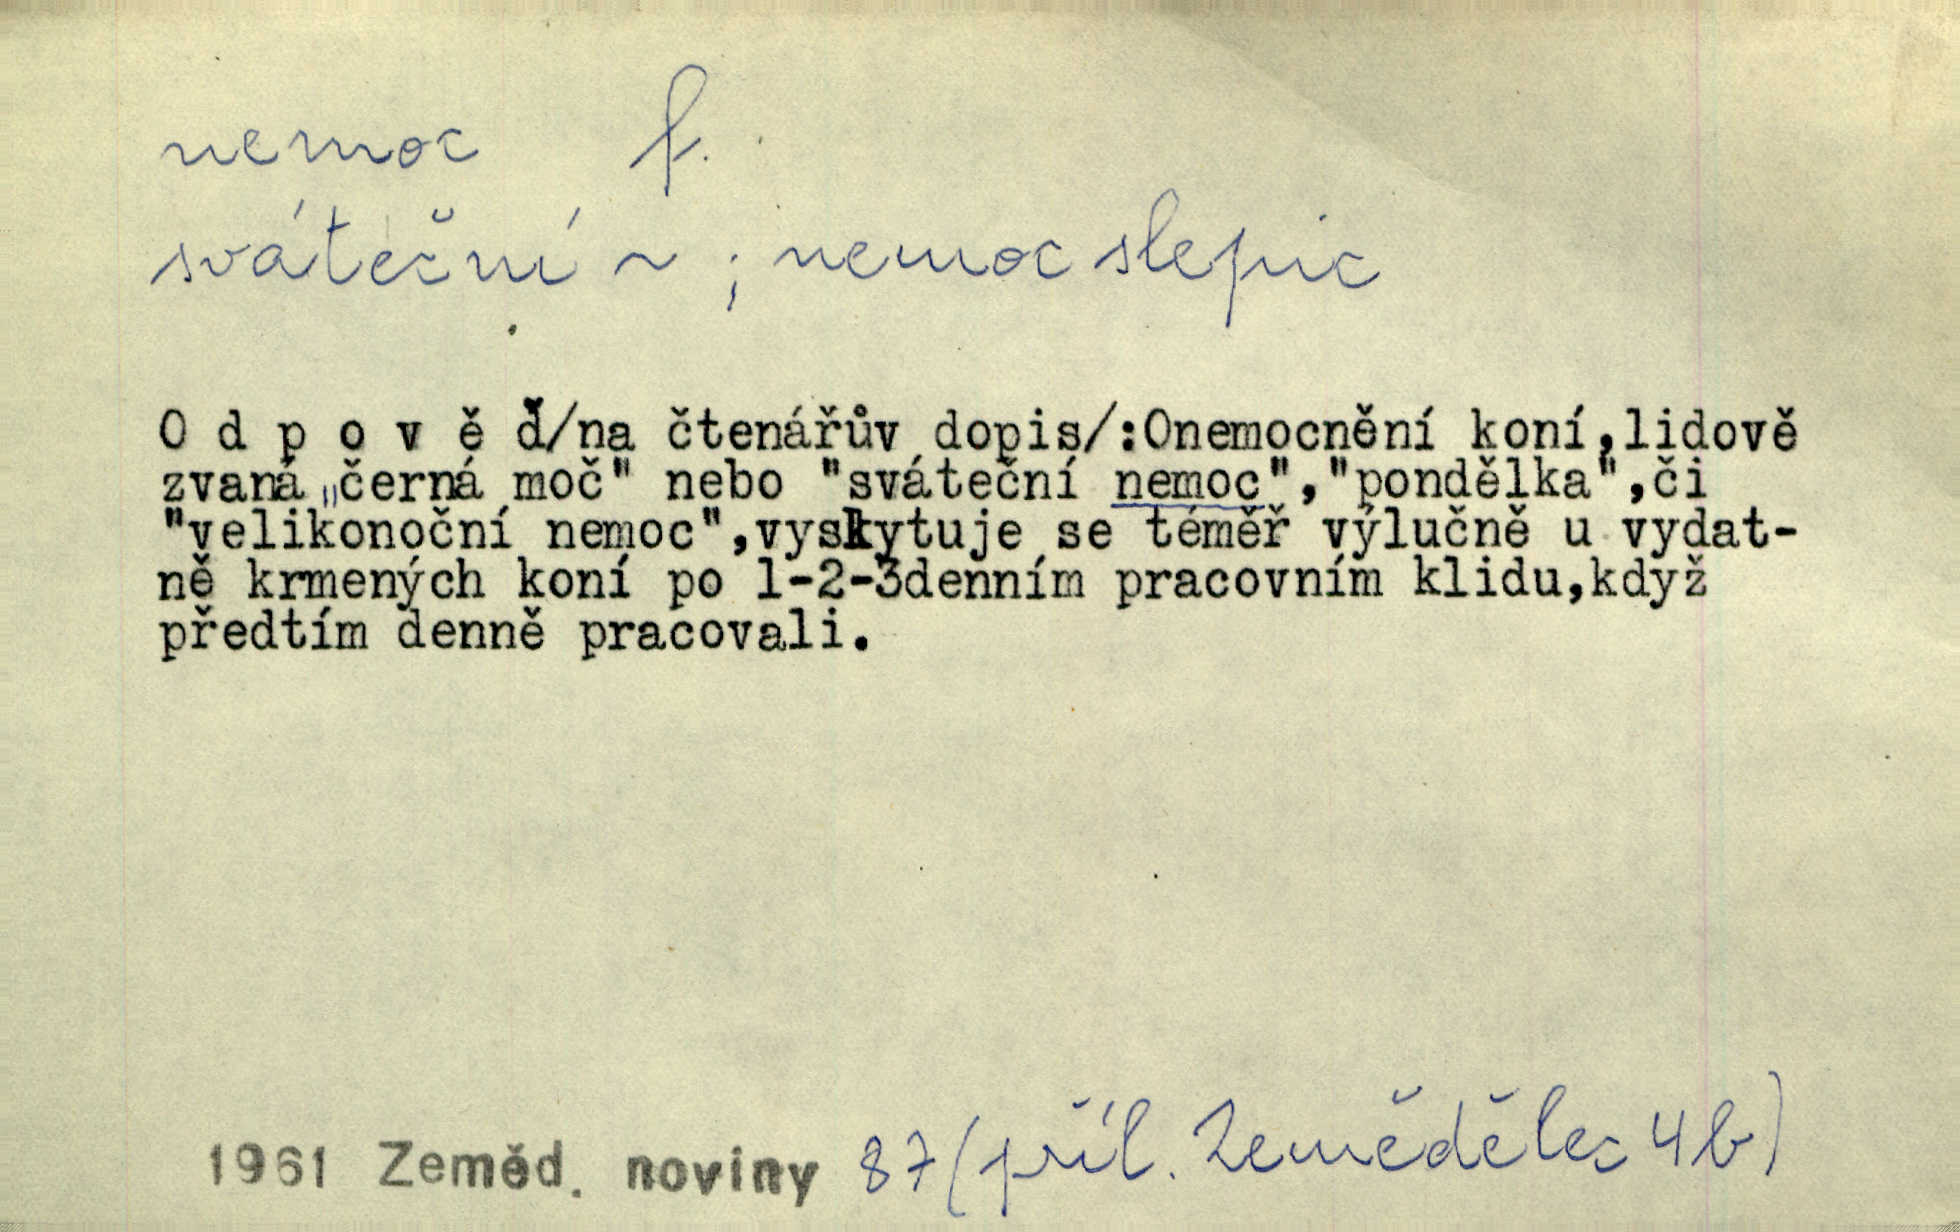 nemoc f.
sváteční ~ ; nemoc slepic
O d p o v ě ď/na čtenářův dopis/:Onemocnění koní,lidově
zvaná „černá moč" nebo "sváteční nemoc","pondělka",či
"velikonoční nemoc",vyskytuje se téměř výlučně u vydat-
ně krmených koní po 1-2-3denním pracovním klidu,když
předtím denně pracovali.
1961 Zeměd. noviny 87 (příl. Zemědělec 4b)